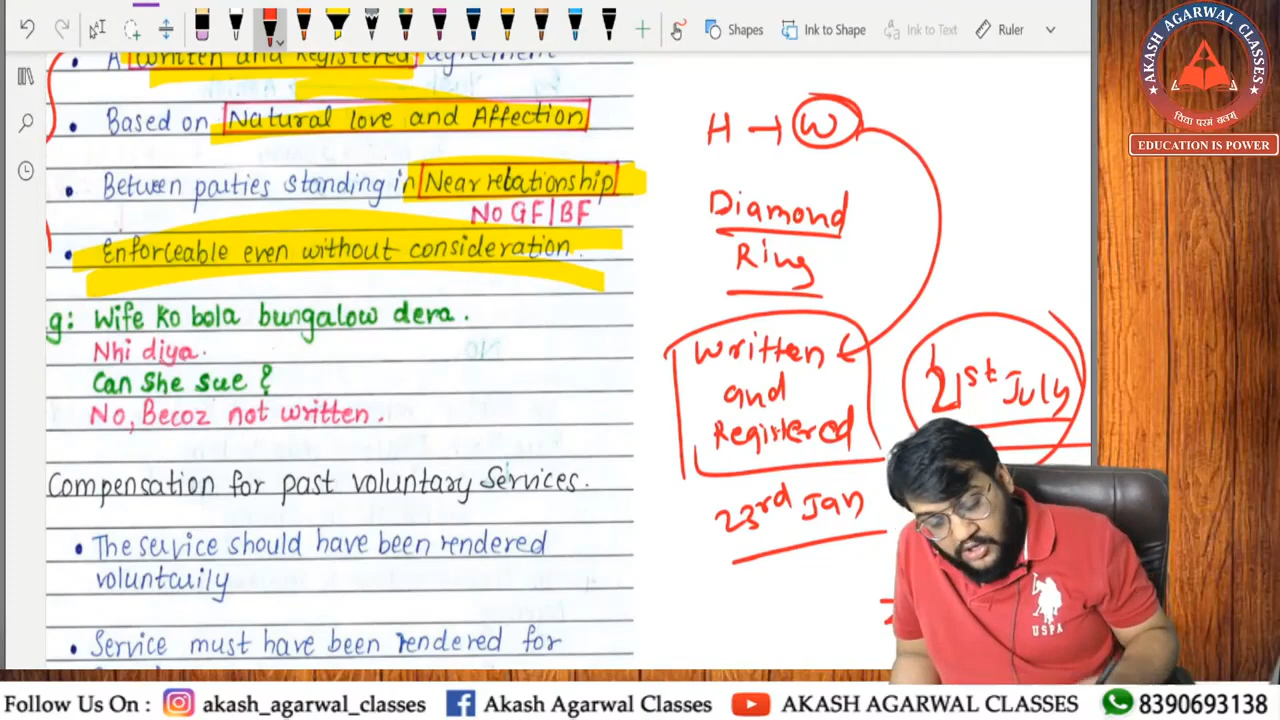 Shapes
Ink to Shape
Ink to Text
Ruler
A Written and Registered agreement
Based on Natural love and Affection
Between parties standing in Near relationship
No GF/BF
Enforceable even without consideration.
g: Wife ko bola bungalow dera.
Nhi diya.
Can She sue ?
No, Becoz not written.
Compensation for past voluntary Services.
The service should have been rendered
voluntarily
Service must have been rendered for
H → W
Diamond
Ring
Written
and
Registered
21st July
23rd Jan
AKASH AGARWAL CLASSES
विद्या परमं बलम्
EDUCATION IS POWER
USPA
Follow Us On :
akash_agarwal_classes
Akash Agarwal Classes
AKASH AGARWAL CLASSES
8390693138